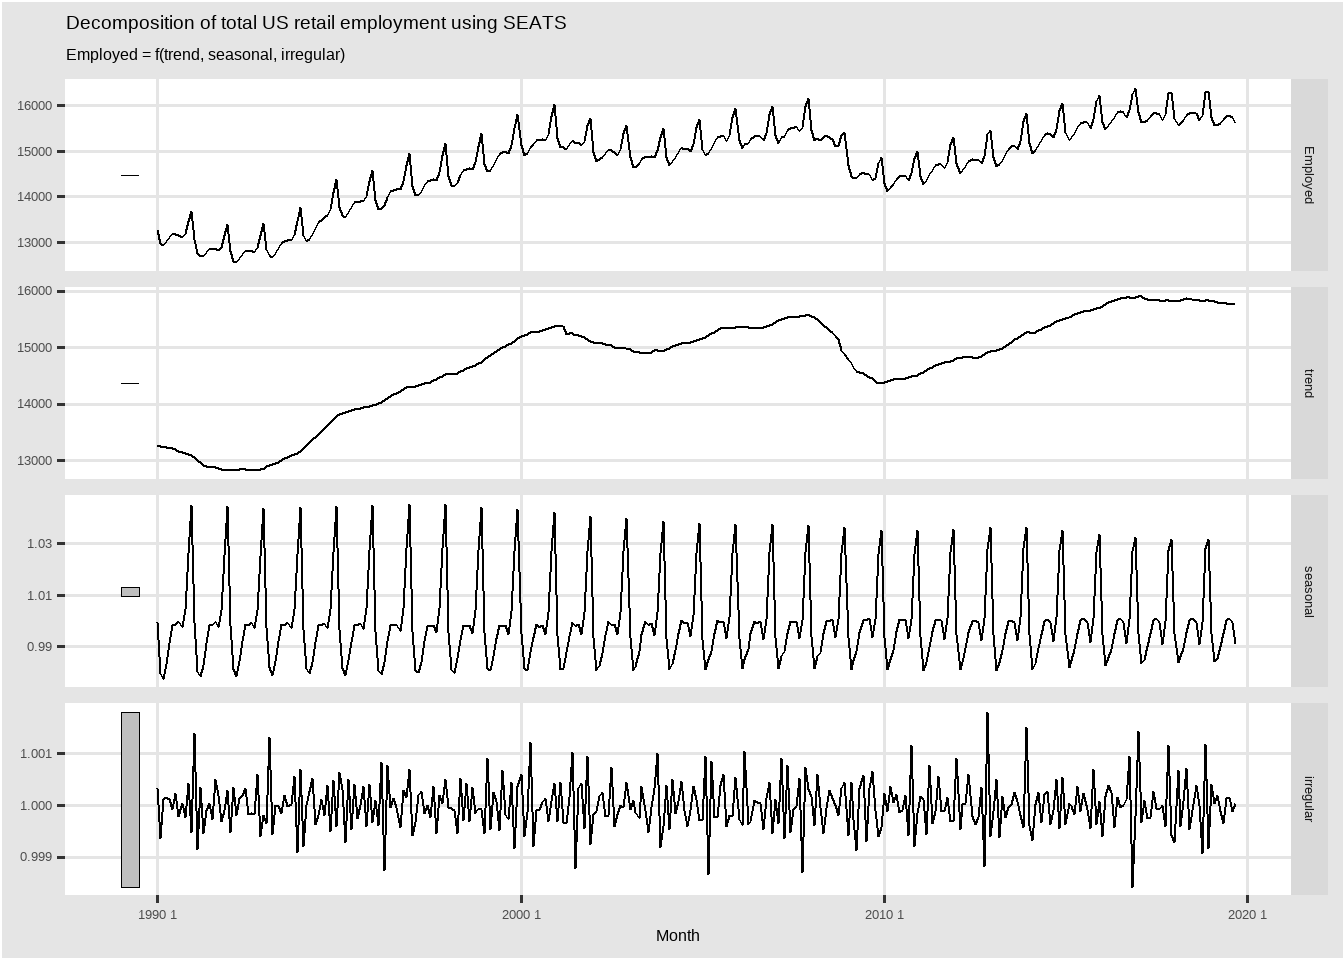 Decomposition of total US retail employment using SEATS
Employed = f(trend, seasonal, irregular)
16000
15000
14000
13000
Employed
16000
15000
14000
13000
trend
1.03
1.01
0.99
seasonal
1.001
1.000
0.999
irregular
1990 1
2000 1
2010 1
2020 1
Month